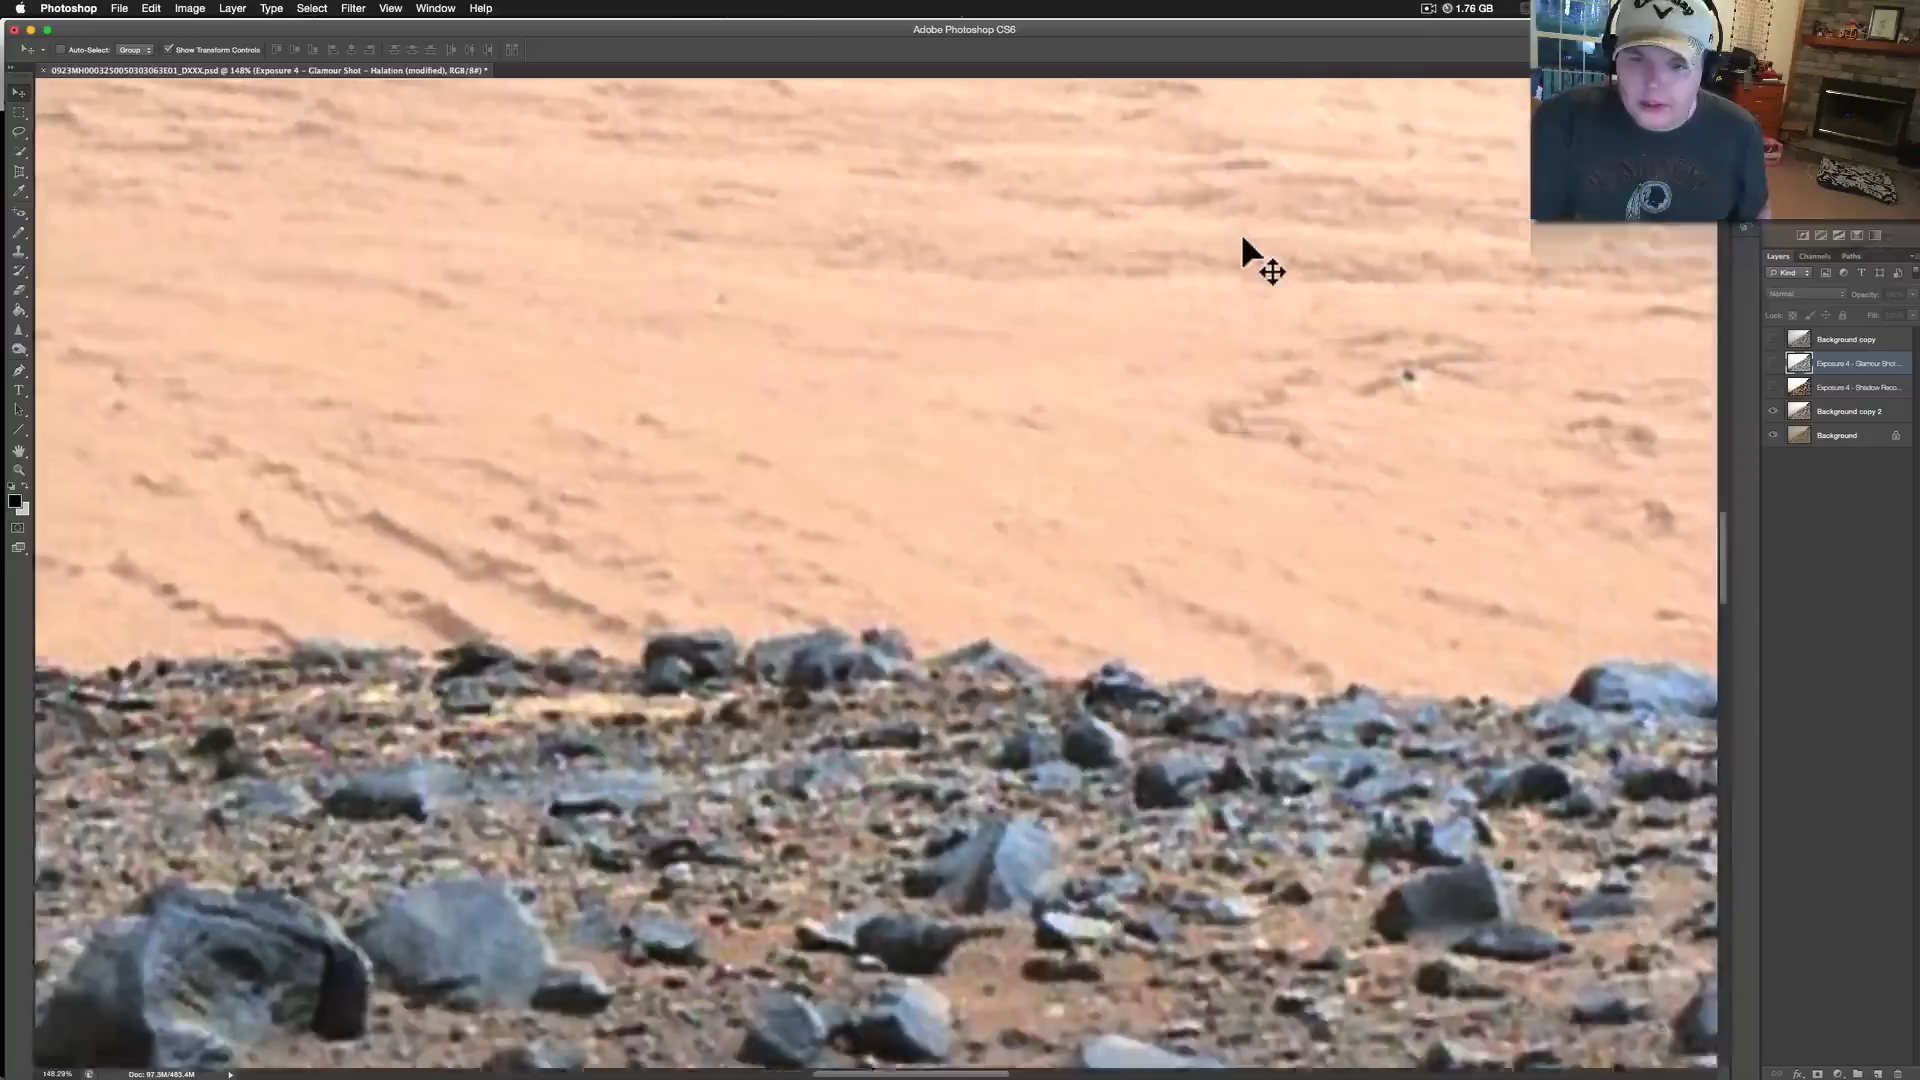 Photoshop File Edit Image Layer Type Select Filter View Window Help 1.76 GB
Adobe Photoshop CS6
Auto-Select: Group Show Transform Controls
0923MH0003250050303063E01_DXXX.psd @ 148% (Exposure 4 - Glamour Shot - Halation (modified), RGB/8#) *
Layers Channels Paths
Kind
Normal Opacity:
Lock: Fill:
Background copy
Exposure 4 - Glamour Shot...
Exposure 4 - Shadow Reco...
Background copy 2
Background
148.29% Doc: 97.3M/483.4M